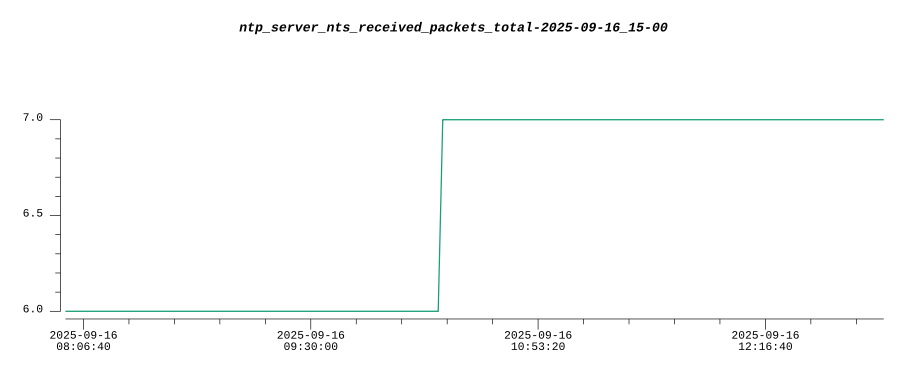 ntp_server_nts_received_packets_total-2025-09-16_15-00
7.0
6.5
6.0
2025-09-16 2025-09-16 2025-09-16 2025-09-16
08:06:40 09:30:00 10:53:20 12:16:40